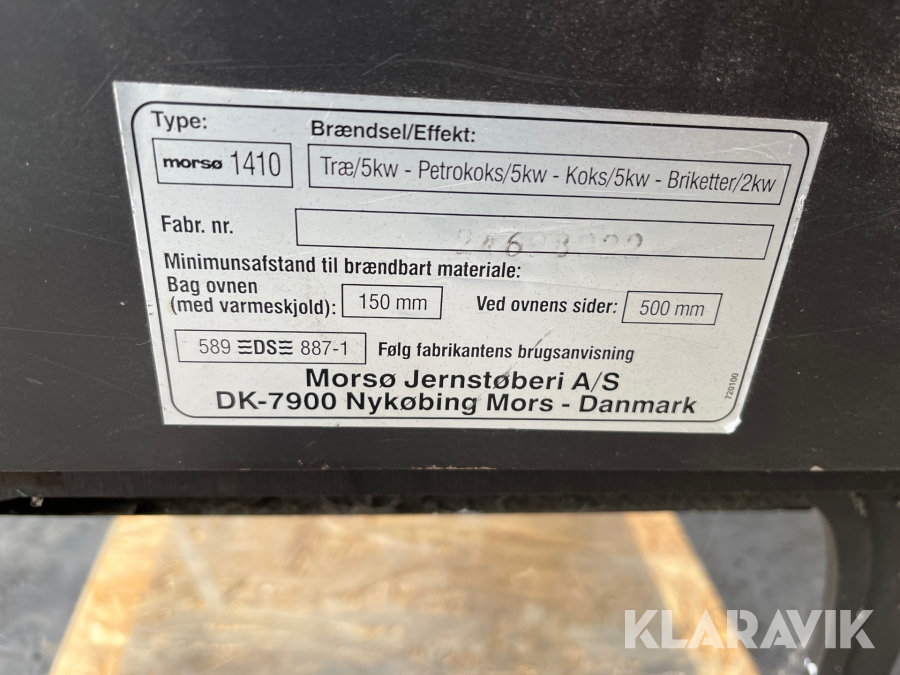 Type:
Brændsel/Effekt:
morsø 1410
Træ/5kw - Petrokoks/5kw - Koks/5kw - Briketter/2kw
Fabr. nr.
Minimunsafstand til brændbart materiale:
Bag ovnen
(med varmeskjold): 150 mm
Ved ovnens sider: 500 mm
589 DS 887-1 Følg fabrikantens brugsanvisning
Morsø Jernstøberi A/S
DK-7900 Nykøbing Mors - Danmark
720100
KLARAVIK